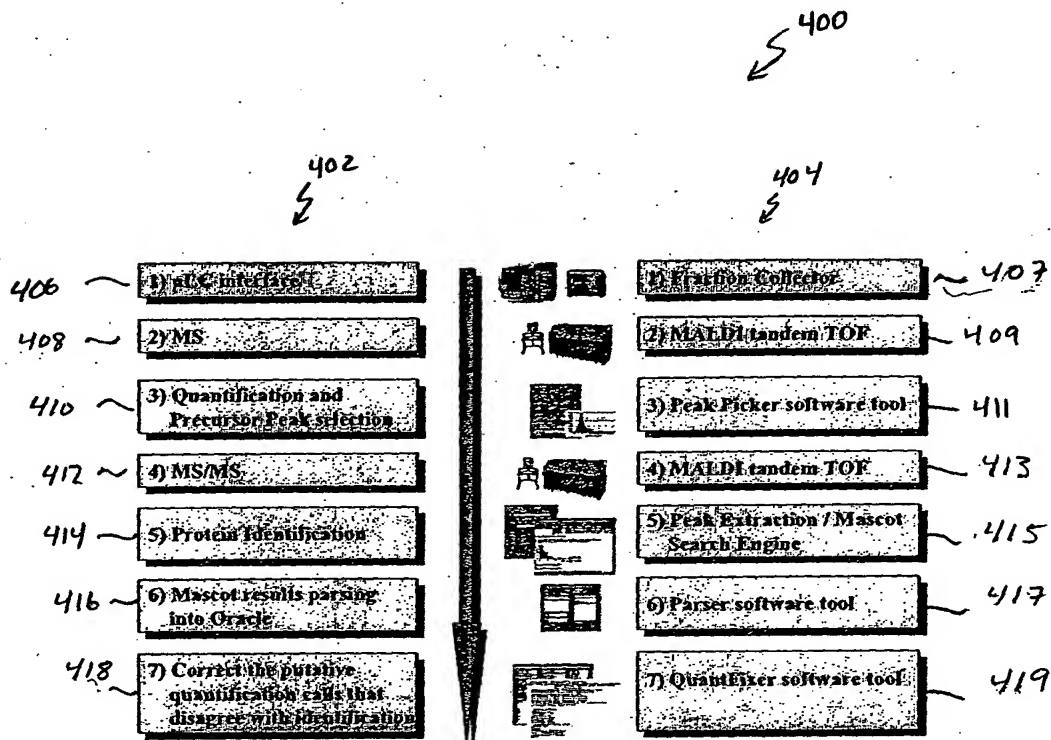 400
402
404
406
1) µLC interface
1) Fraction Collector
407
408
2) MS
2) MALDI tandem TOF
409
410
3) Quantification and
Precursor Peak selection
3) Peak Picker software tool
411
412
4) MS/MS
4) MALDI tandem TOF
413
414
5) Protein Identification
5) Peak Extraction / Mascot
Search Engine
415
416
6) Mascot results parsing
into Oracle
6) Parser software tool
417
418
7) Correct the putative
quantification calls that
disagree with identification
7) QuantFixer software tool
419